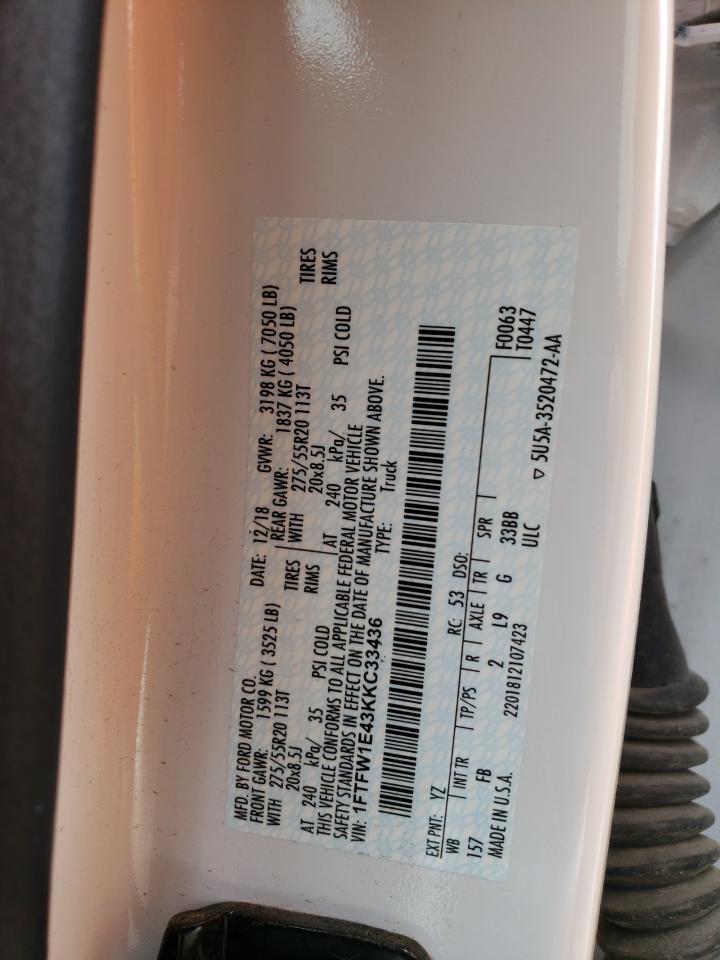 MFD. BY FORD MOTOR CO. DATE: 12/18 GVWR: 3198 KG ( 7050 LB)
FRONT GAWR: 1599 KG ( 3525 LB) REAR GAWR: 1837 KG ( 4050 LB)
WITH 275/55R20 113T TIRES WITH 275/55R20 113T TIRES
20x8.5J RIMS 20x8.5J RIMS
AT 240 kPa/ 35 PSI COLD AT 240 kPa/ 35 PSI COLD
THIS VEHICLE CONFORMS TO ALL APPLICABLE FEDERAL MOTOR VEHICLE
SAFETY STANDARDS IN EFFECT ON THE DATE OF MANUFACTURE SHOWN ABOVE.
VIN: 1FTFW1E43KKC33436 TYPE: Truck
EXT PNT: YZ RC: 53 DSO:
WB INT TR TP/PS R AXLE TR SPR F0063
157 FB 2 L9 G 33BB T0447
MADE IN U.S.A. 2201812107423 ULC ▽ 5U5A-3520472-AA